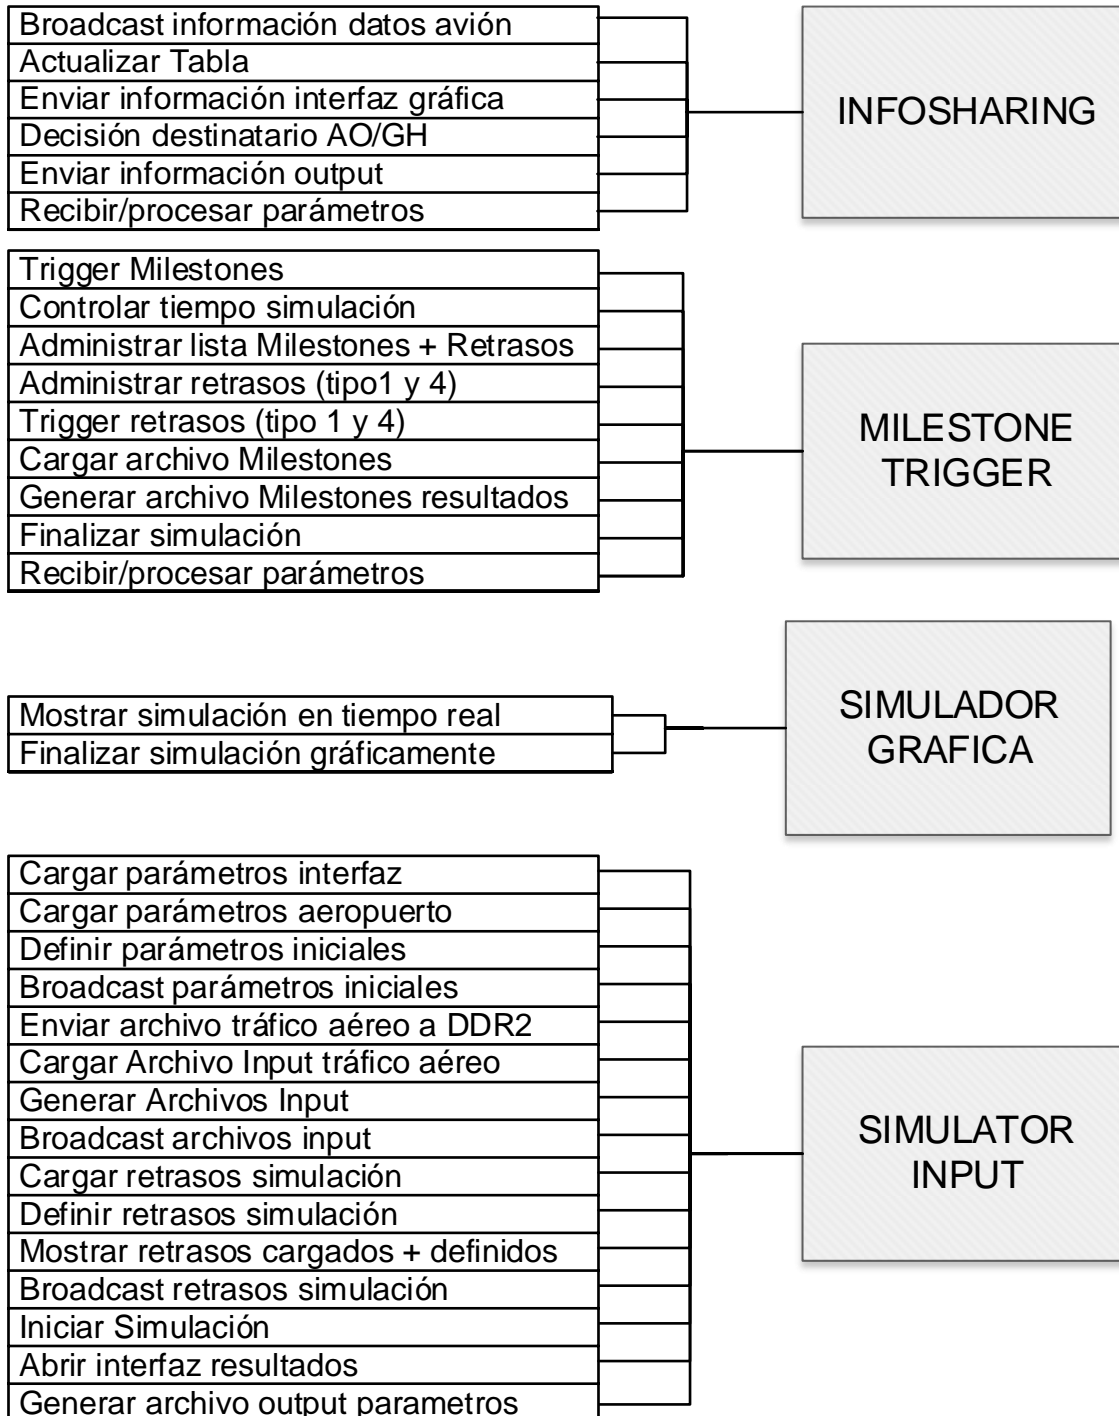 Broadcast información datos avión
Actualizar Tabla
Enviar información interfaz gráfica
Decisión destinatario AO/GH
Enviar información output
Recibir/procesar parámetros
INFOSHARING
Trigger Milestones
Controlar tiempo simulación
Administrar lista Milestones + Retrasos
Administrar retrasos (tipo1 y 4)
Trigger retrasos (tipo 1 y 4)
Cargar archivo Milestones
Generar archivo Milestones resultados
Finalizar simulación
Recibir/procesar parámetros
MILESTONE
TRIGGER
Mostrar simulación en tiempo real
Finalizar simulación gráficamente
SIMULADOR
GRAFICA
Cargar parámetros interfaz
Cargar parámetros aeropuerto
Definir parámetros iniciales
Broadcast parámetros iniciales
Enviar archivo tráfico aéreo a DDR2
Cargar Archivo Input tráfico aéreo
Generar Archivos Input
Broadcast archivos input
Cargar retrasos simulación
Definir retrasos simulación
Mostrar retrasos cargados + definidos
Broadcast retrasos simulación
Iniciar Simulación
Abrir interfaz resultados
Generar archivo output parametros
SIMULATOR
INPUT